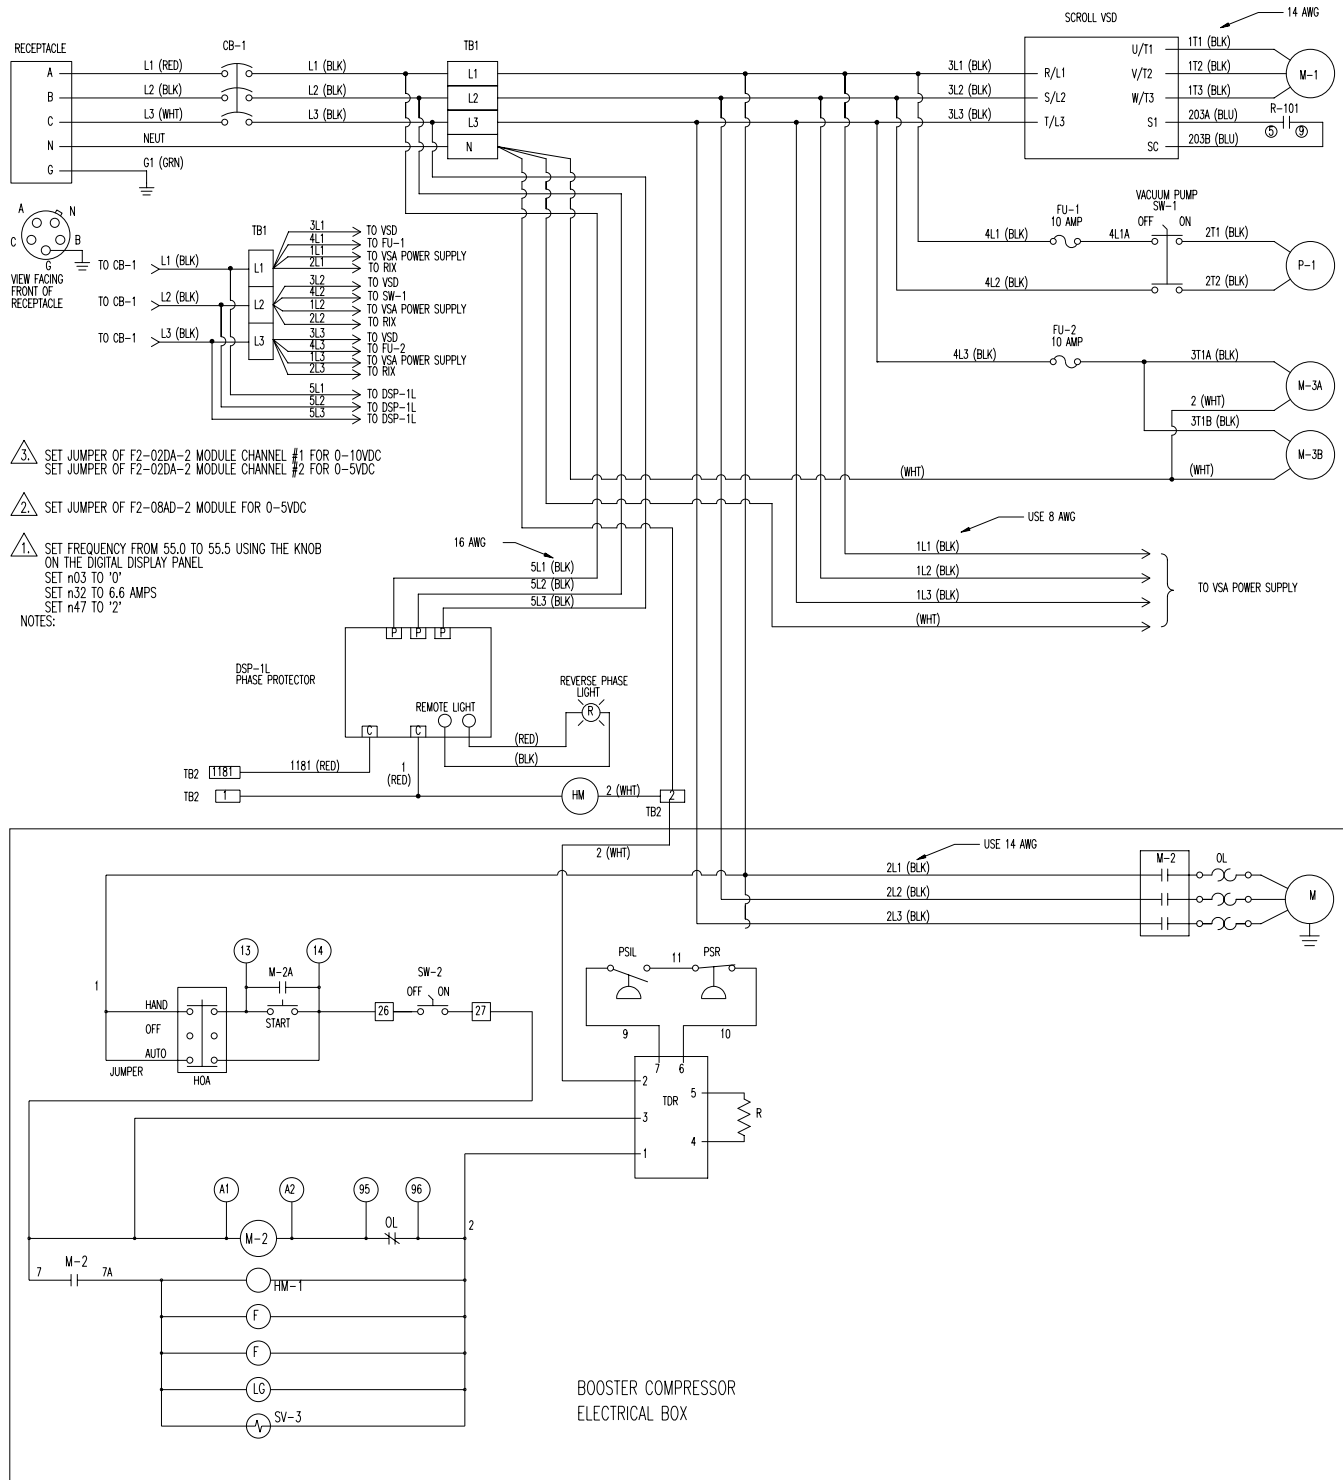 RECEPTACLE
A
B
C
N
G
L1 (RED)
L2 (BLK)
L3 (WHT)
NEUT
G1 (GRN)
CB-1
L1 (BLK)
L2 (BLK)
L3 (BLK)
TB1
L1
L2
L3
N
3L1 (BLK)
3L2 (BLK)
3L3 (BLK)
SCROLL VSD
R/L1
S/L2
T/L3
U/T1
V/T2
W/T3
S1
SC
14 AWG
1T1 (BLK)
1T2 (BLK)
1T3 (BLK)
203A (BLU)
203B (BLU)
M-1
R-101
5
9
A
N
C
B
G
VIEW FACING
FRONT OF
RECEPTACLE
TO CB-1
L1 (BLK)
TO CB-1
L2 (BLK)
TO CB-1
L3 (BLK)
TB1
L1
L2
L3
3L1 TO VSD
4L1 TO FU-1
1L1 TO VSA POWER SUPPLY
2L1 TO RIX
3L2 TO VSD
4L2 TO SW-1
1L2 TO VSA POWER SUPPLY
2L2 TO RIX
3L3 TO VSD
4L3 TO FU-2
1L3 TO VSA POWER SUPPLY
2L3 TO RIX
5L1 TO DSP-1L
5L2 TO DSP-1L
5L3 TO DSP-1L
4L1 (BLK)
FU-1
10 AMP
4L1A
VACUUM PUMP
SW-1
OFF ON
2T1 (BLK)
P-1
4L2 (BLK)
2T2 (BLK)
4L3 (BLK)
FU-2
10 AMP
3T1A (BLK)
M-3A
2 (WHT)
3T1B (BLK)
M-3B
(WHT)
(WHT)
3. SET JUMPER OF F2-02DA-2 MODULE CHANNEL #1 FOR 0-10VDC
SET JUMPER OF F2-02DA-2 MODULE CHANNEL #2 FOR 0-5VDC
2. SET JUMPER OF F2-08AD-2 MODULE FOR 0-5VDC
1. SET FREQUENCY FROM 55.0 TO 55.5 USING THE KNOB
ON THE DIGITAL DISPLAY PANEL
SET n03 TO '0'
SET n32 TO 6.6 AMPS
SET n47 TO '2'
NOTES:
16 AWG
5L1 (BLK)
5L2 (BLK)
5L3 (BLK)
USE 8 AWG
1L1 (BLK)
1L2 (BLK)
1L3 (BLK)
(WHT)
TO VSA POWER SUPPLY
P P P
DSP-1L
PHASE PROTECTOR
REMOTE LIGHT
C
C
REVERSE PHASE
LIGHT
R
(RED)
(BLK)
TB2 1181
1181 (RED)
1
(RED)
TB2 1
HM
2 (WHT)
2
TB2
2 (WHT)
USE 14 AWG
2L1 (BLK)
2L2 (BLK)
2L3 (BLK)
M-2
OL
M
1
HAND
OFF
AUTO
JUMPER
HOA
13
14
M-2A
START
26
SW-2
OFF ON
27
PSIL
11
PSR
9
10
7
6
2
TDR
5
3
4
1
R
A1
A2
95
96
M-2
OL
2
7
M-2
7A
HM-1
F
F
LG
SV-3
BOOSTER COMPRESSOR
ELECTRICAL BOX